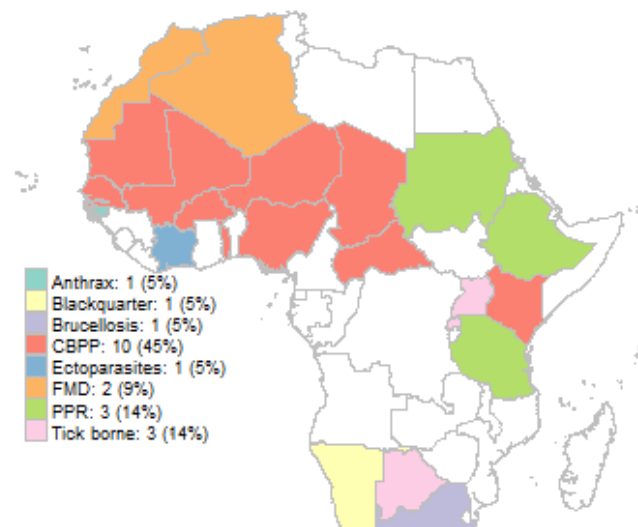 Anthrax: 1 (5%)
Blackquarter: 1 (5%)
Brucellosis: 1 (5%)
CBPP: 10 (45%)
Ectoparasites: 1 (5%)
FMD: 2 (9%)
PPR: 3 (14%)
Tick borne: 3 (14%)